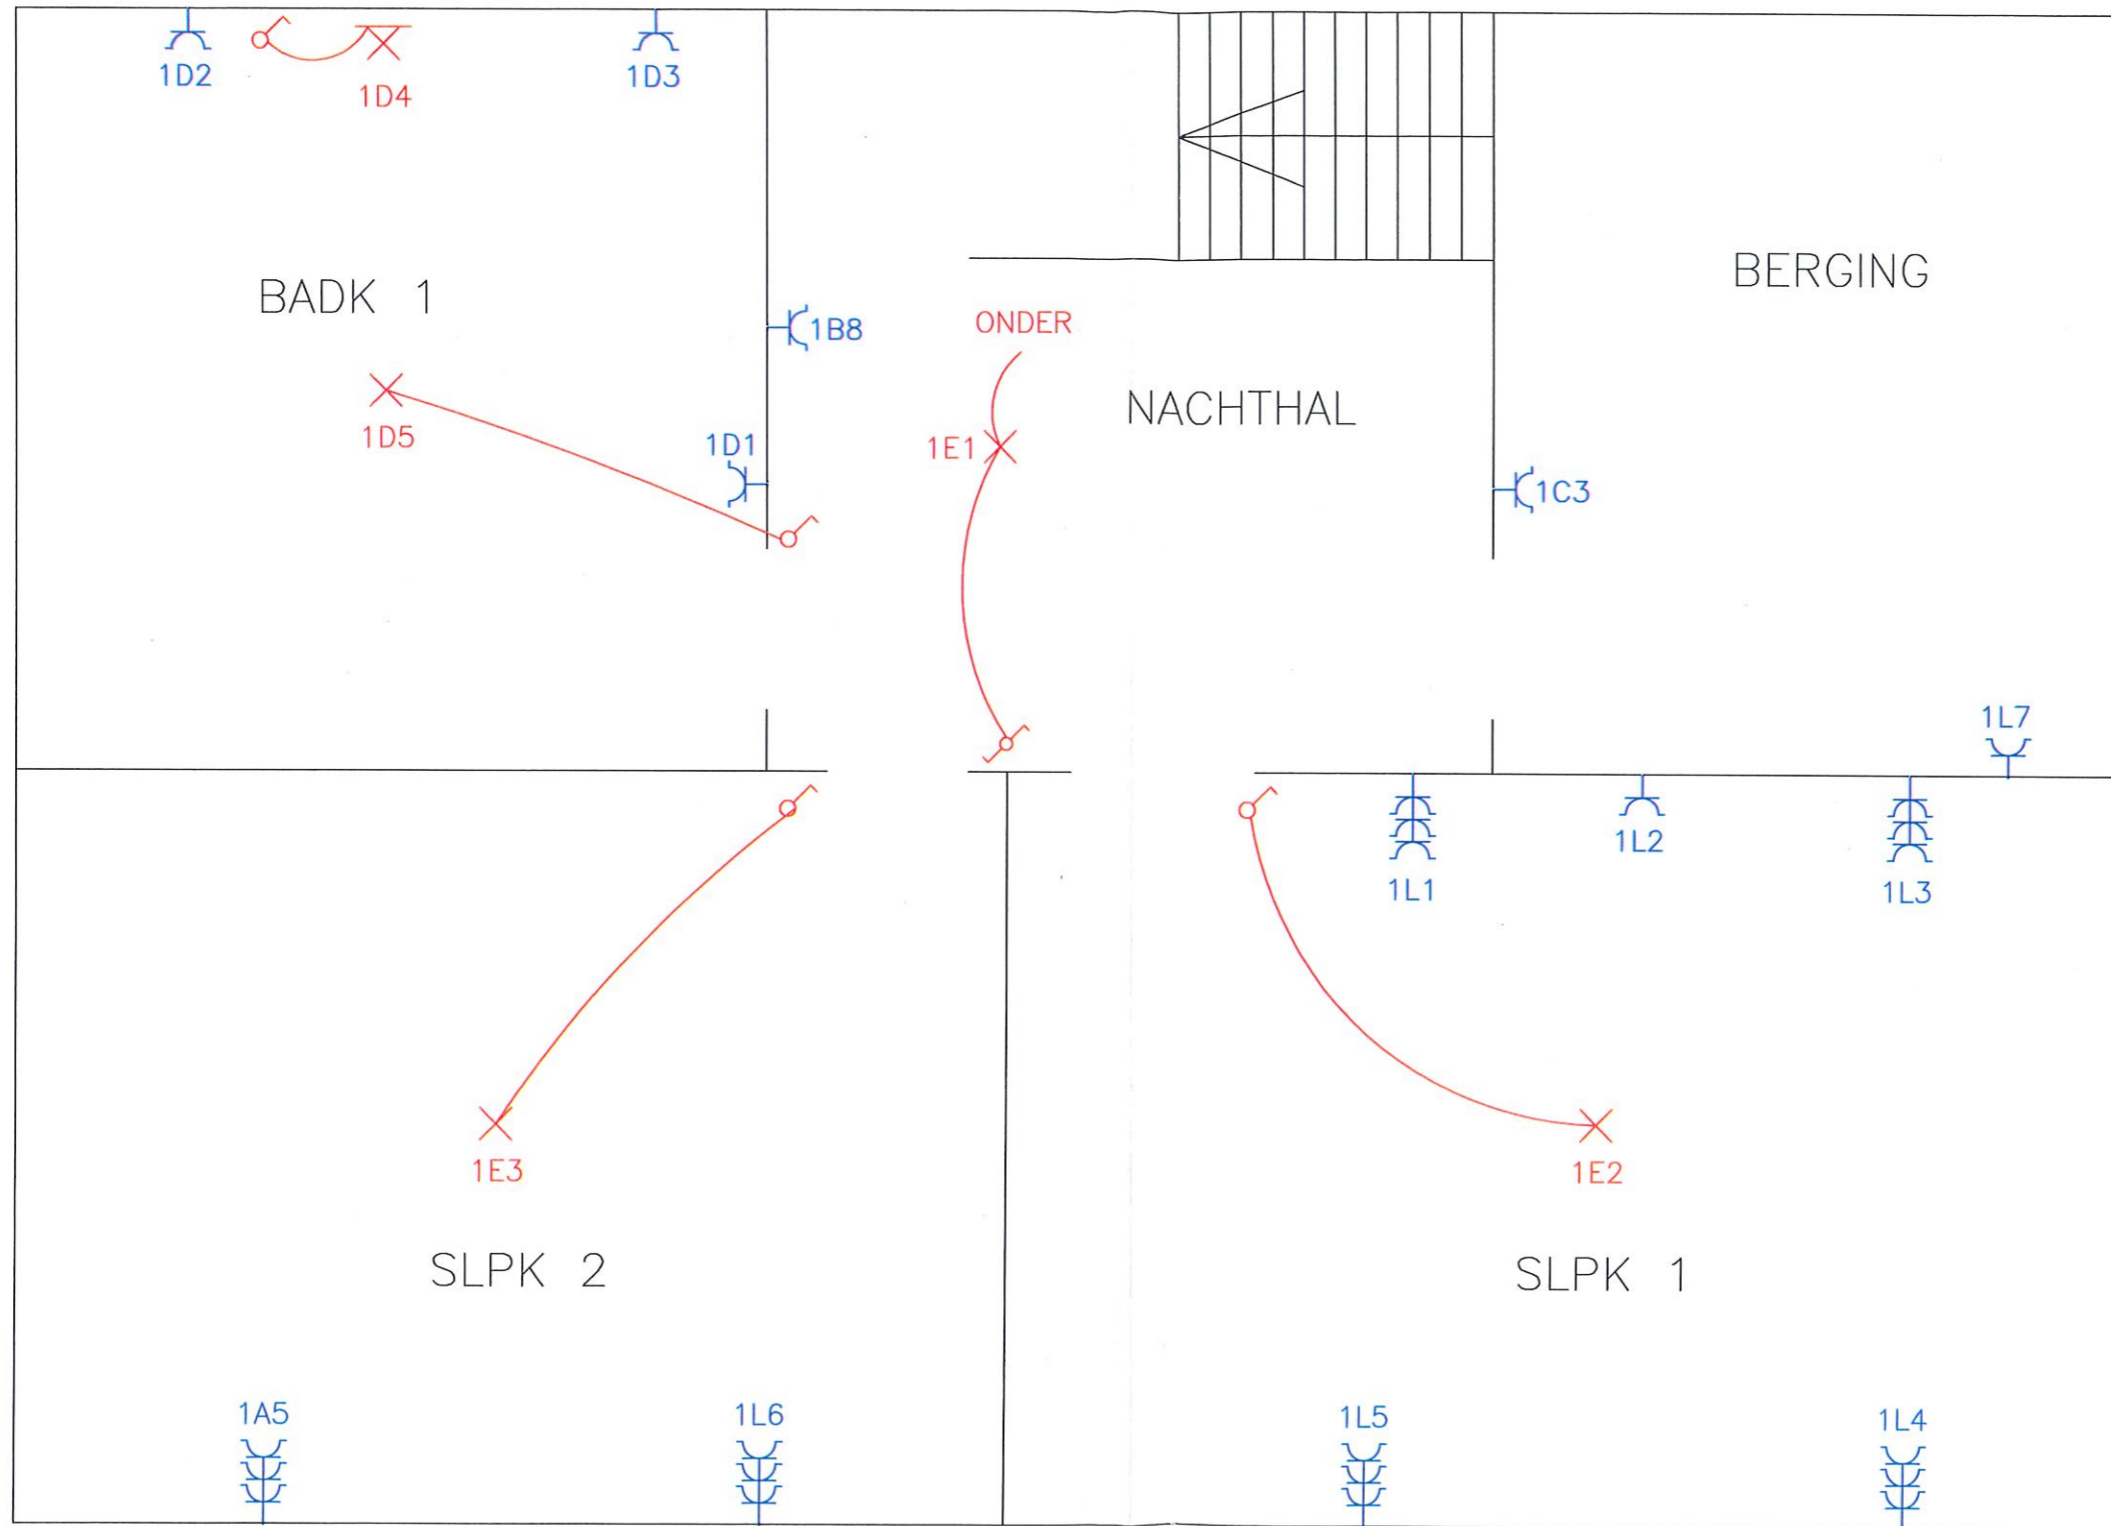 1D2
1D4
1D3
BADK 1
BERGING
1B8
ONDER
NACHTHAL
1D5
1D1
1E1
1C3
1L7
1L2
1L1
1L3
1E3
1E2
SLPK 2
SLPK 1
1A5
1L6
1L5
1L4